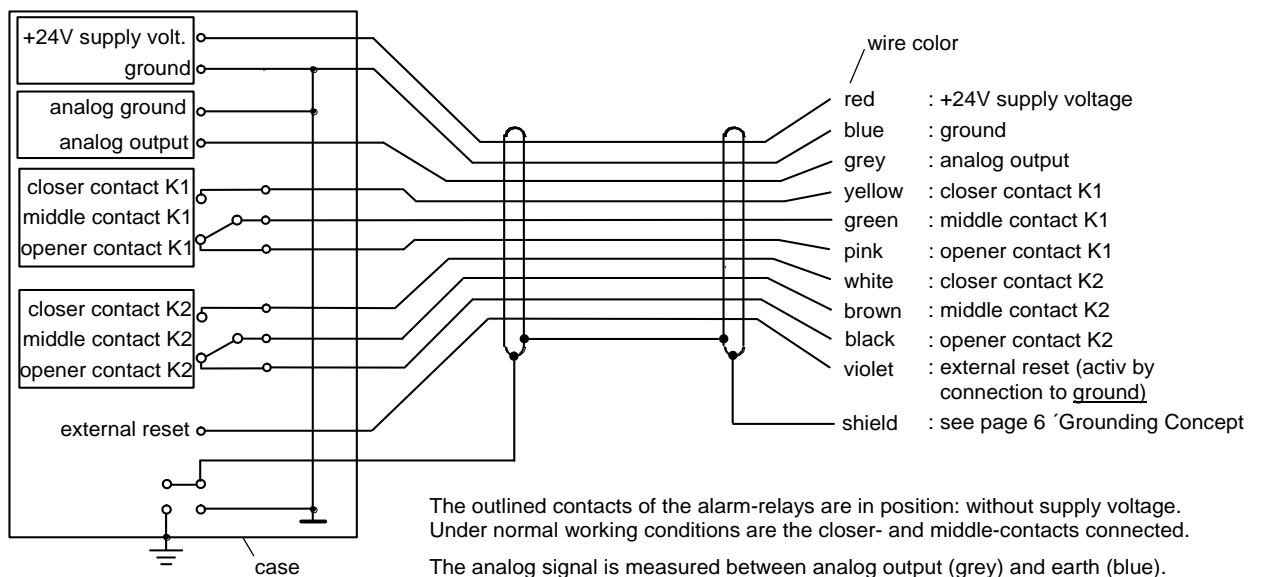 +24V supply volt.
ground
analog ground
analog output
closer contact K1
middle contact K1
opener contact K1
closer contact K2
middle contact K2
opener contact K2
external reset
case
wire color
red : +24V supply voltage
blue : ground
grey : analog output
yellow : closer contact K1
green : middle contact K1
pink : opener contact K1
white : closer contact K2
brown : middle contact K2
black : opener contact K2
violet : external reset (activ by
connection to ground)
shield : see page 6 ´Grounding Concept
The outlined contacts of the alarm-relays are in position: without supply voltage.
Under normal working conditions are the closer- and middle-contacts connected.
The analog signal is measured between analog output (grey) and earth (blue).